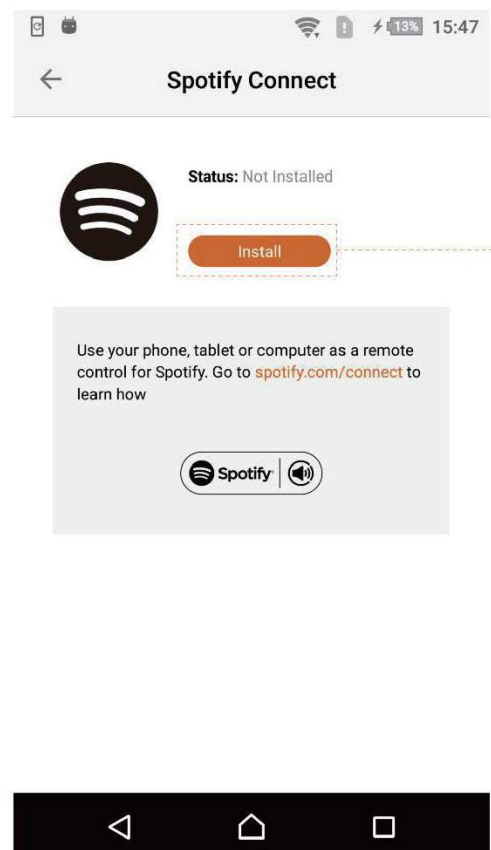 13% 15:47
Spotify Connect
Status: Not Installed
Install
Use your phone, tablet or computer as a remote
control for Spotify. Go to spotify.com/connect to
learn how
Spotify